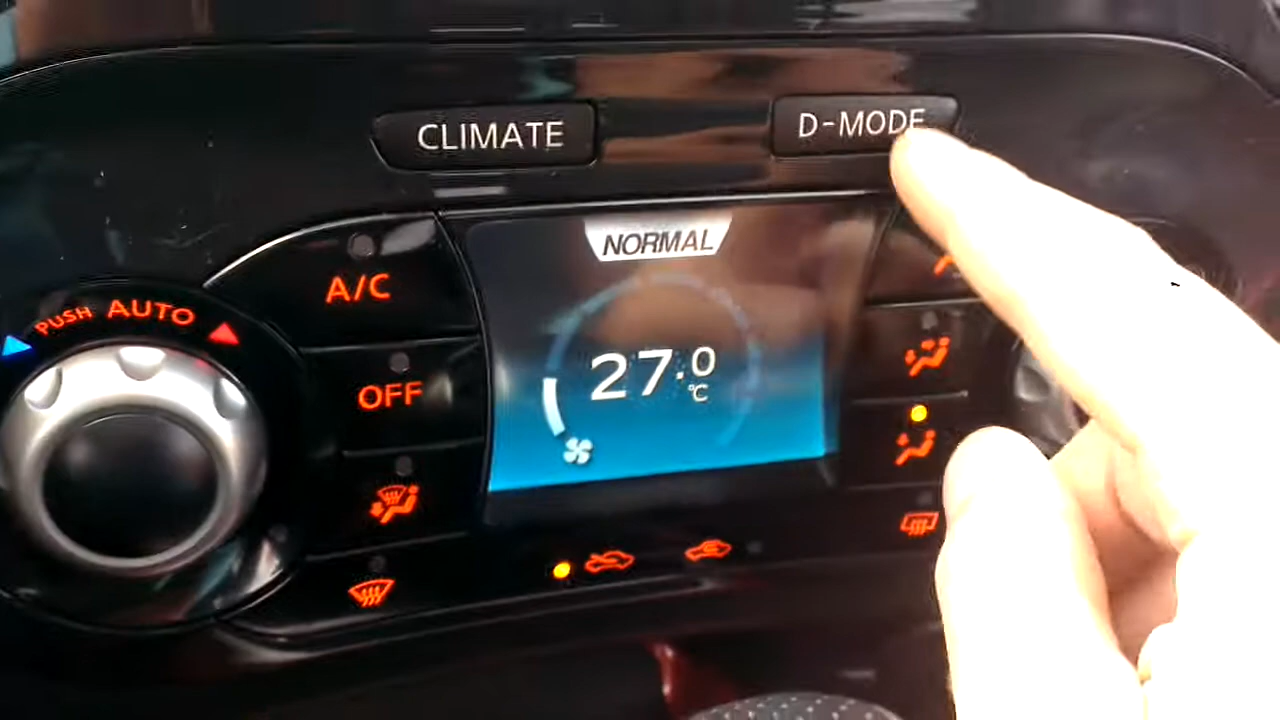 CLIMATE
D-MODE
NORMAL
A/C
PUSH AUTO
27.0
°C
OFF